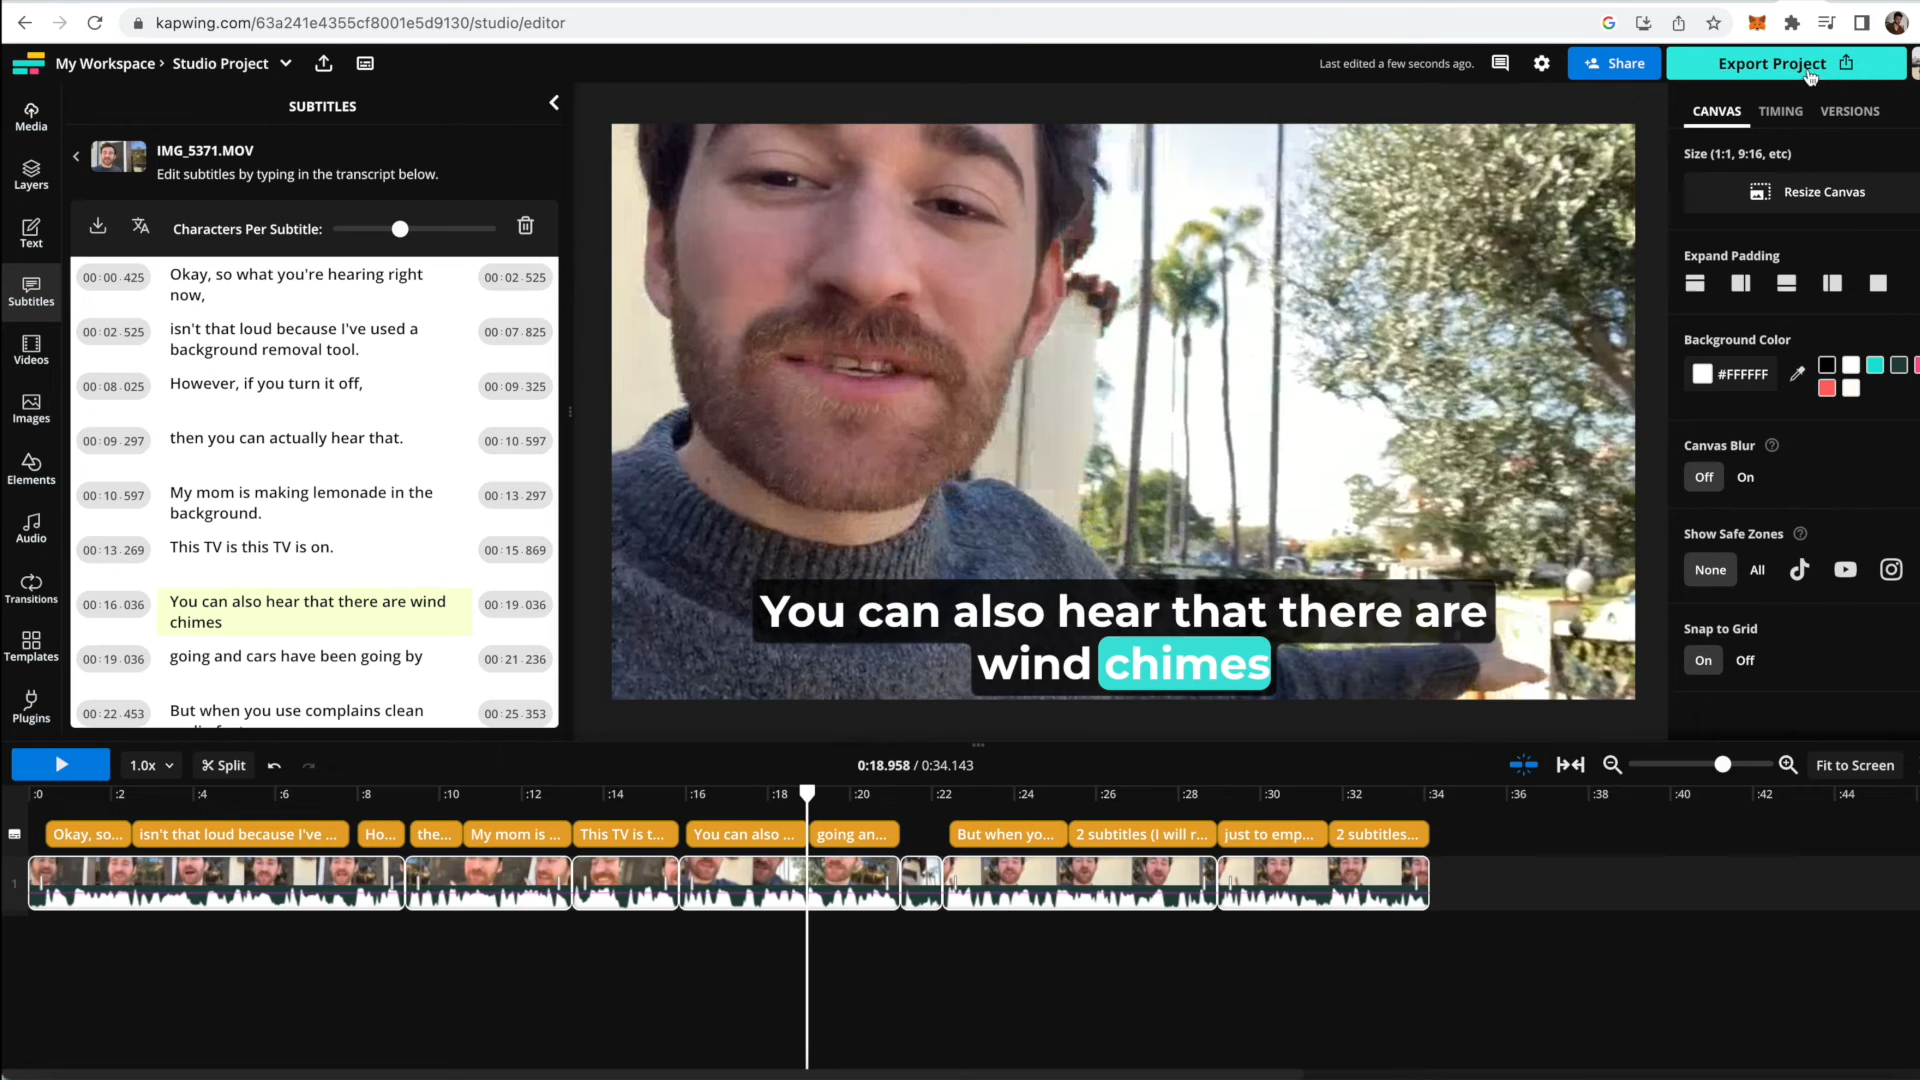 kapwing.com/63a241e4355cf8001e5d9130/studio/editor
My Workspace › Studio Project
Last edited a few seconds ago.
Share
Export Project
Media
Layers
Text
Subtitles
Videos
Images
Elements
Audio
Transitions
Templates
Plugins
SUBTITLES
IMG_5371.MOV
Edit subtitles by typing in the transcript below.
Characters Per Subtitle:
00:00.425 Okay, so what you're hearing right 00:02.525
now,
00:02.525 isn't that loud because I've used a 00:07.825
background removal tool.
00:08.025 However, if you turn it off, 00:09.325
00:09.297 then you can actually hear that. 00:10.597
00:10.597 My mom is making lemonade in the 00:13.297
background.
00:13.269 This TV is this TV is on. 00:15.869
00:16.036 You can also hear that there are wind 00:19.036
chimes
00:19.036 going and cars have been going by 00:21.236
00:22.453 But when you use complains clean 00:25.353
You can also hear that there are
wind chimes
CANVAS TIMING VERSIONS
Size (1:1, 9:16, etc)
Resize Canvas
Expand Padding
Background Color
#FFFFFF
Canvas Blur
Off On
Show Safe Zones
None All
Snap to Grid
On Off
1.0x Split 0:18.958 / 0:34.143 Fit to Screen
:0 :2 :4 :6 :8 :10 :12 :14 :16 :18 :20 :22 :24 :26 :28 :30 :32 :34 :36 :38 :40 :42 :44
Okay, so... isn't that loud because I've ... Ho... the... My mom is ... This TV is t... You can also ... going an... But when yo... 2 subtitles (I will r... just to emp... 2 subtitles...
1